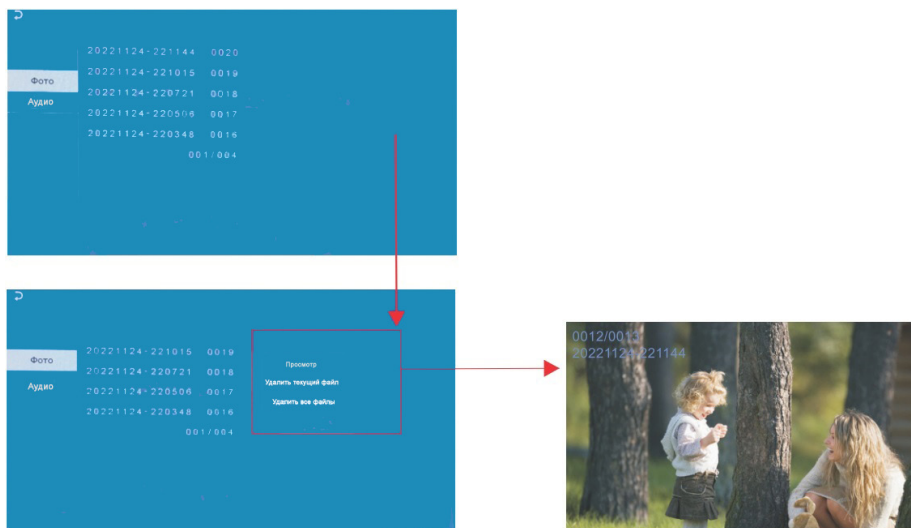 20221124-221144 0020
20221124-221015 0019
Фото
20221124-220721 0018
Аудио
20221124-220506 0017
20221124-220348 0016
001/004
20221124-221015 0019
Фото
20221124-220721 0018
Аудио
20221124-220506 0017
20221124-220348 0016
001/004
Просмотр
Удалить текущий файл
Удалить все файлы
0012/0013
20221124-221144